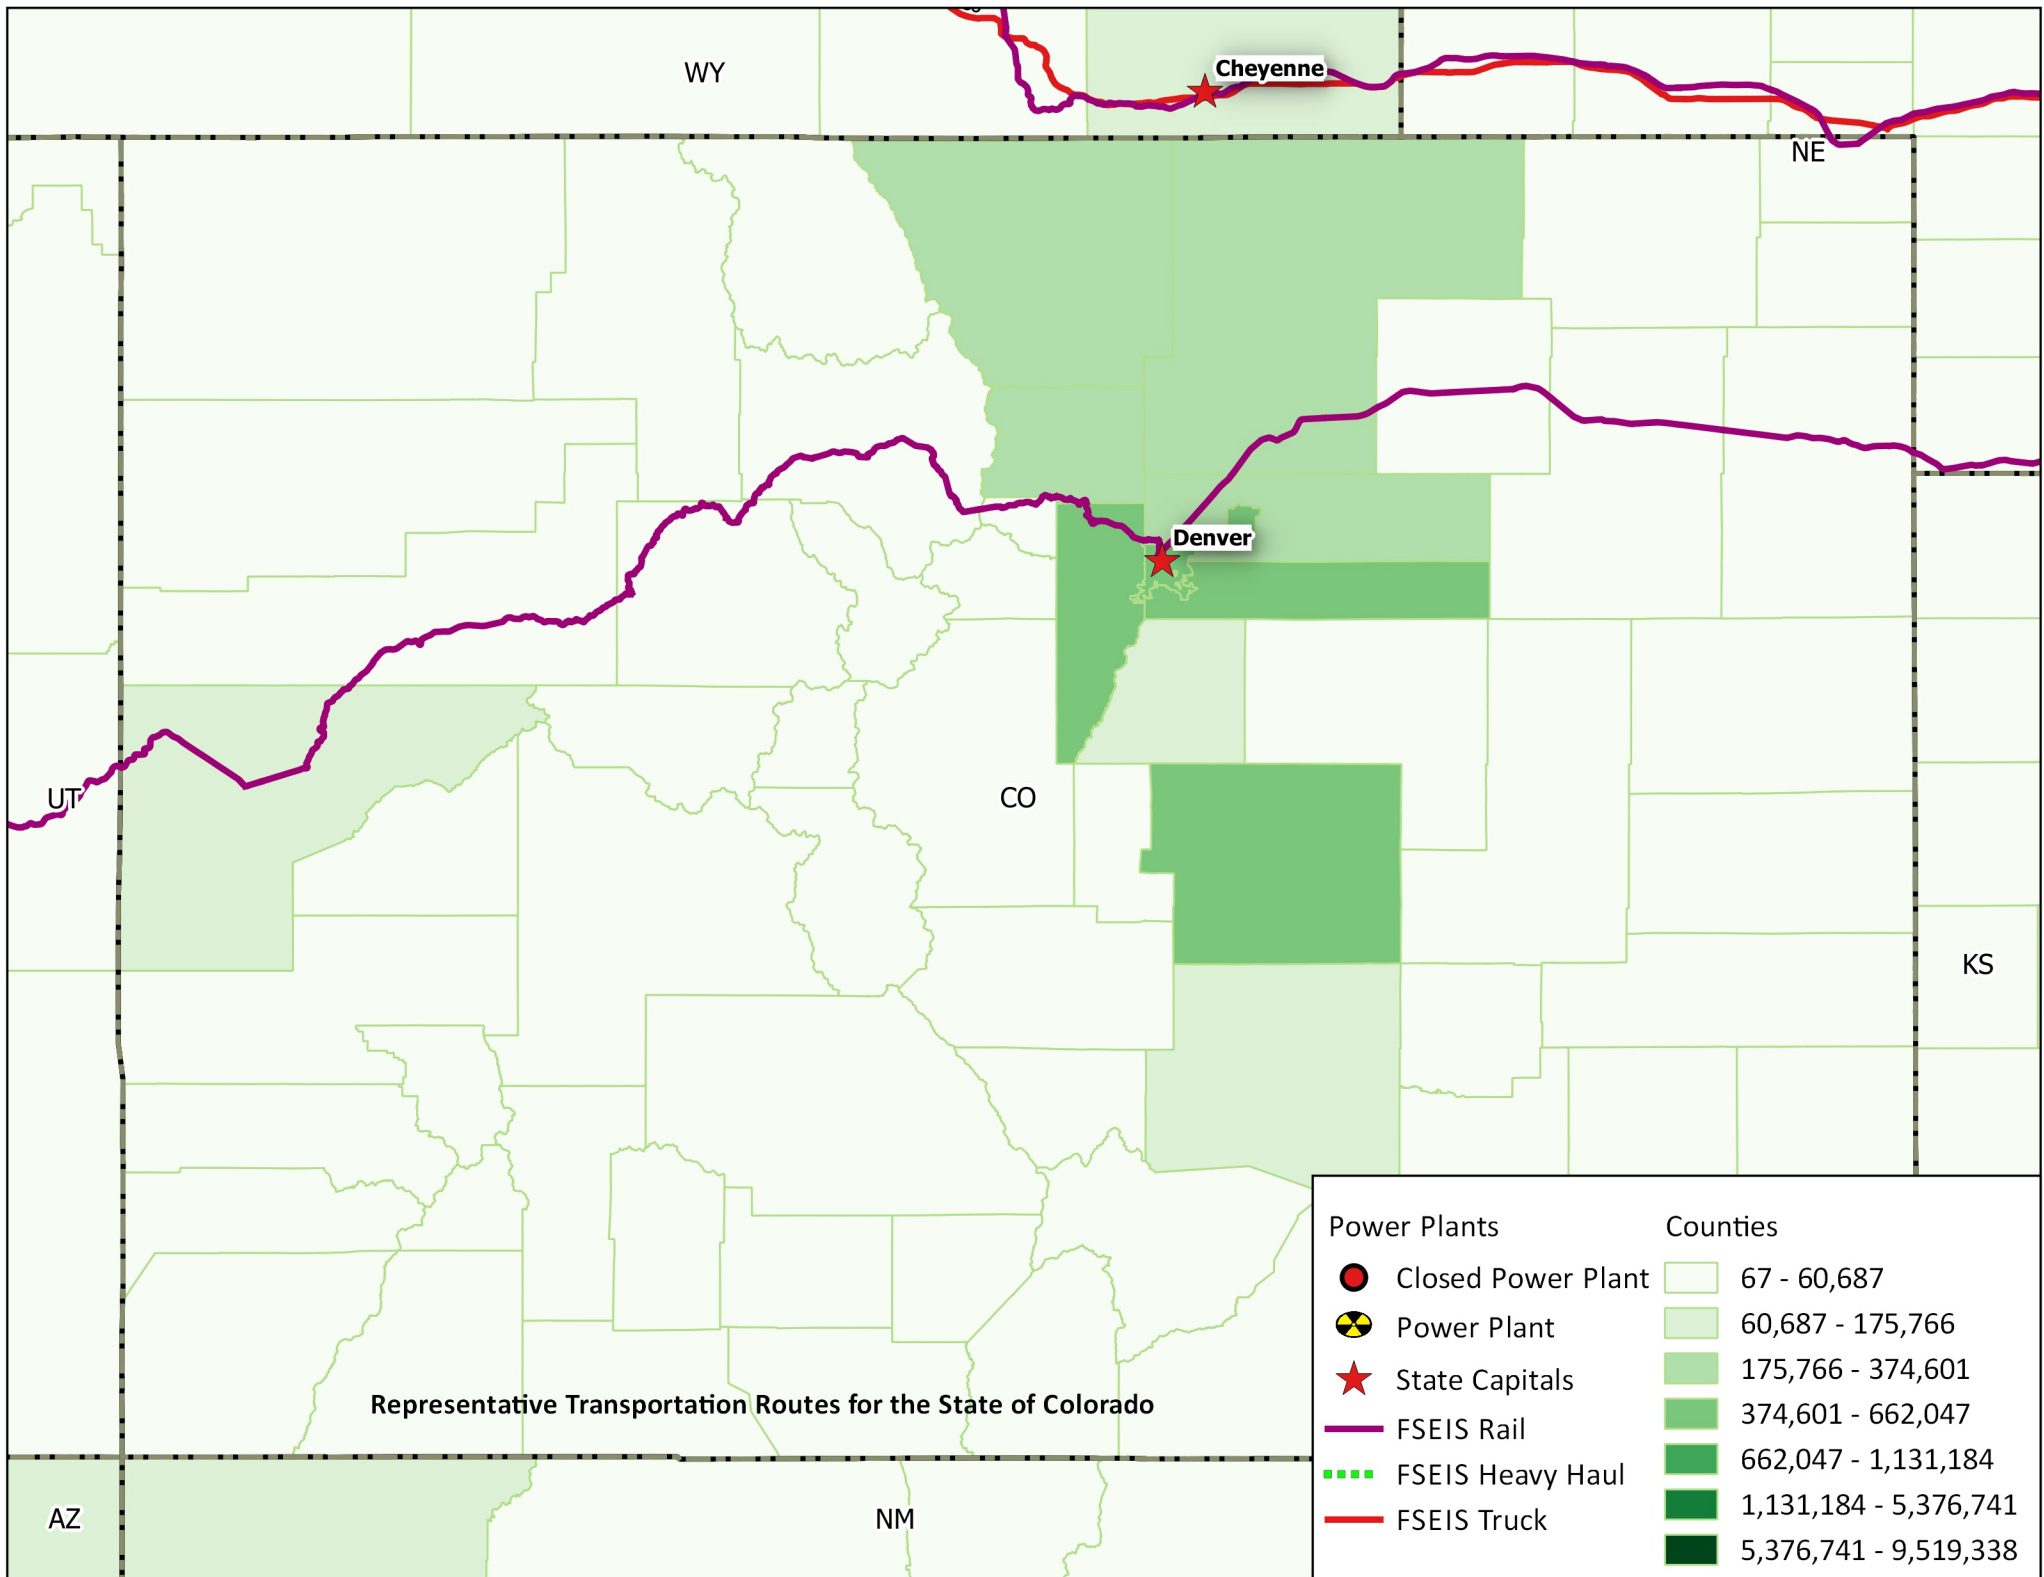 WY
Cheyenne
NE
Denver
UT
CO
KS
Power Plants
Closed Power Plant
Power Plant
State Capitals
FSEIS Rail
FSEIS Heavy Haul
FSEIS Truck
Counties
67 - 60,687
60,687 - 175,766
175,766 - 374,601
374,601 - 662,047
662,047 - 1,131,184
1,131,184 - 5,376,741
5,376,741 - 9,519,338
Representative Transportation Routes for the State of Colorado
AZ
NM